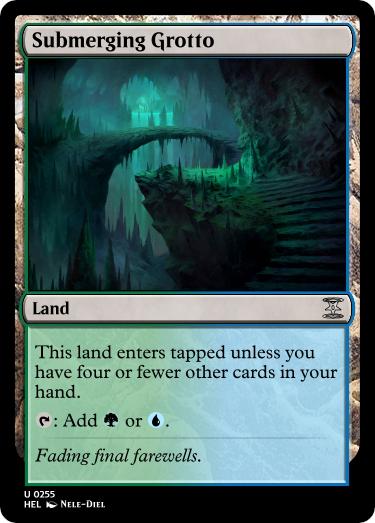 Submerging Grotto
Land
This land enters tapped unless you
have four or fewer other cards in your
hand.
: Add or .
Fading final farewells.
U 0255
HEL Nele-Diel